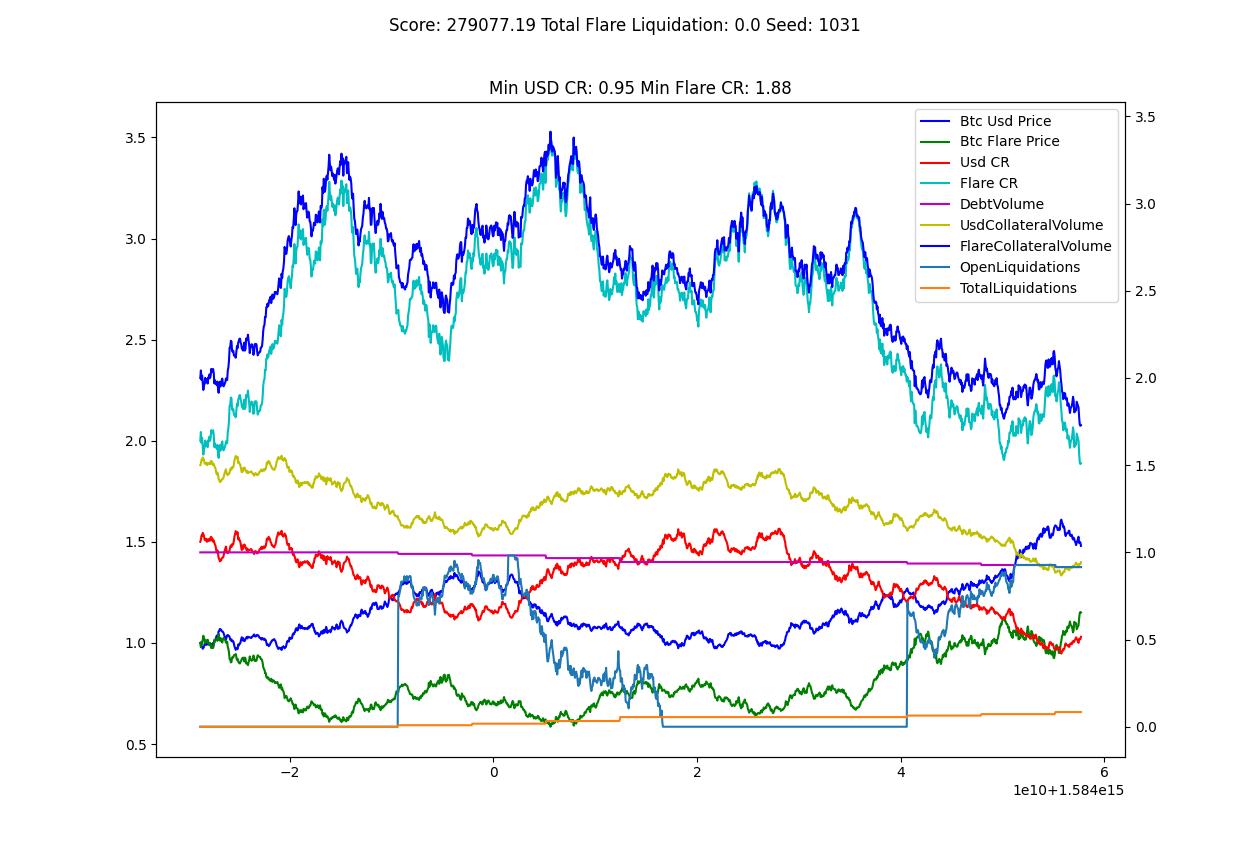 Score: 279077.19 Total Flare Liquidation: 0.0 Seed: 1031
Min USD CR: 0.95 Min Flare CR: 1.88
3.5
3.0
2.5
2.0
1.5
1.0
0.5
3.5
3.0
2.5
2.0
1.5
1.0
0.5
0.0
Btc Usd Price
Btc Flare Price
Usd CR
Flare CR
DebtVolume
UsdCollateralVolume
FlareCollateralVolume
OpenLiquidations
TotalLiquidations
−2 0 2 4 6
1e10+1.584e15